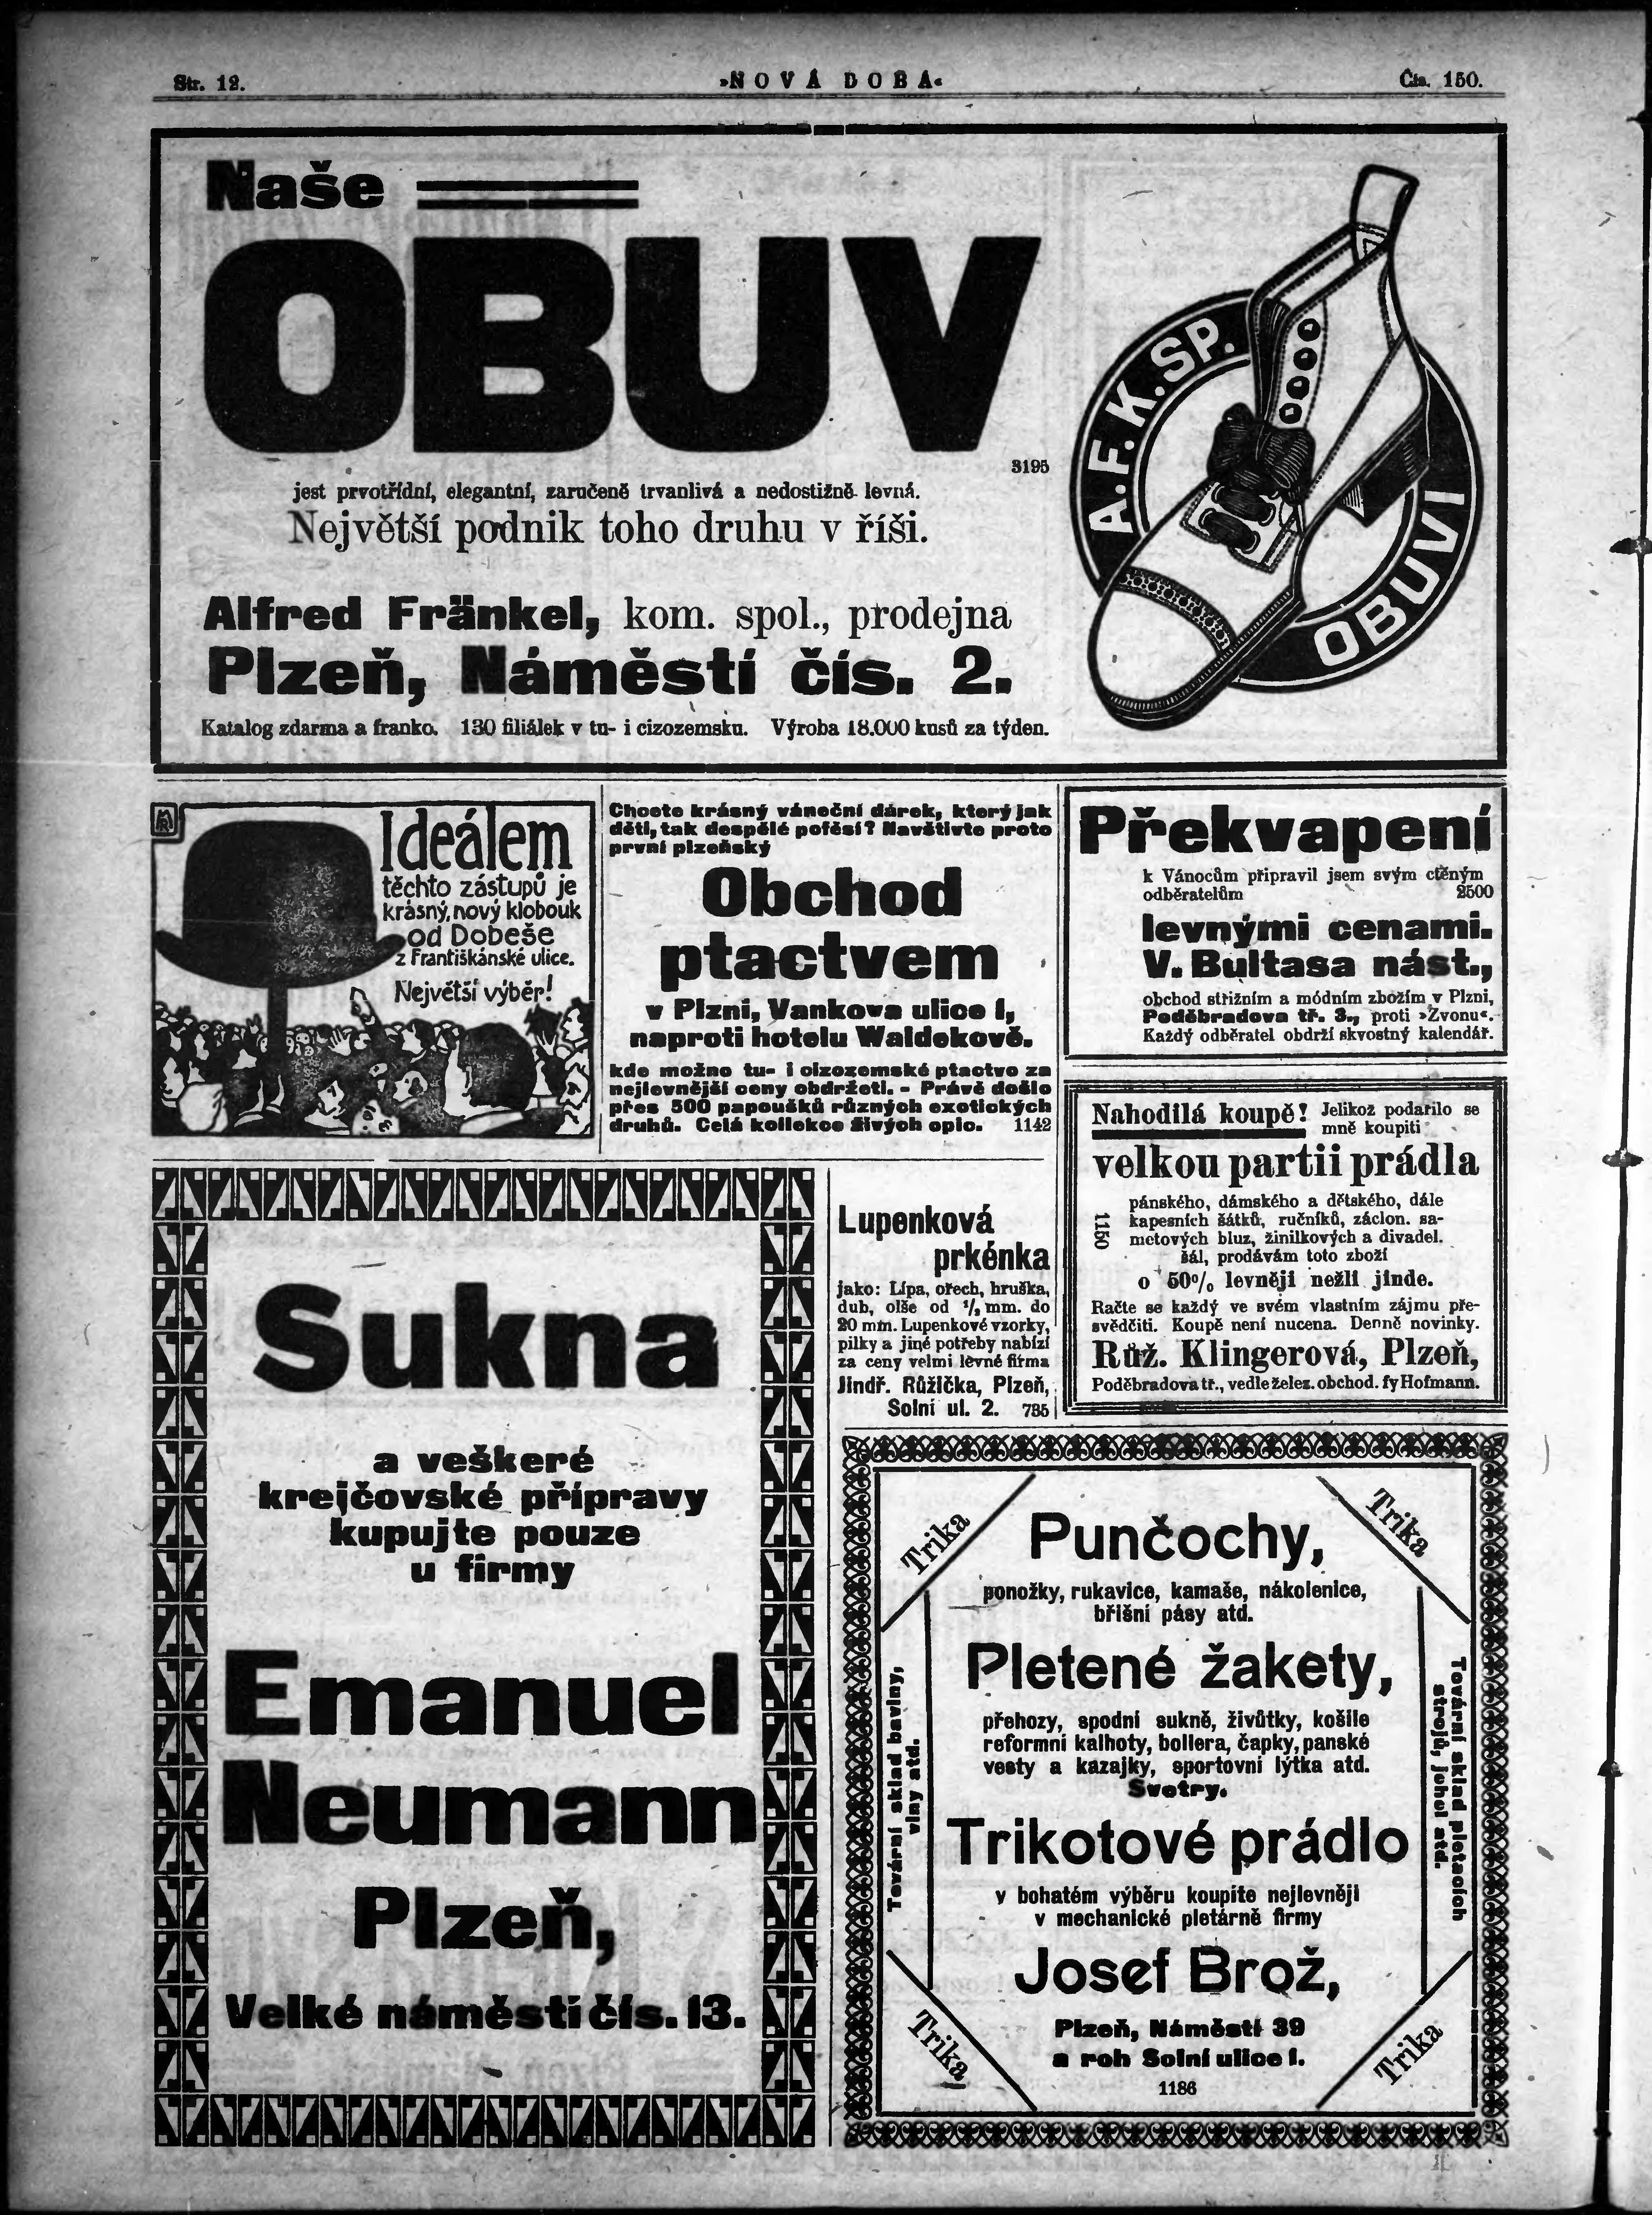 Str. 12.
»NOVÁ DOBA«
Čís. 150.
Naše
OBUV
3195
jest prvotřídní, elegantní, zaručeně trvanlivá a nedostižně levná.
Největší podnik toho druhu v říši.
Alfred Fränkel, kom. spol., prodejna
Plzeň, Náměstí čís. 2.
Katalog zdarma a franko. 130 filiálek v tu- i cizozemsku. Výroba 18.000 kusů za týden.
A.F.K.SP.
OBUVI
Ideálem
těchto zástupů je
krásný, nový klobouk
od Dobeše
z Františkánské ulice.
Největší výběr!
Chcete krásný vánoční dárek, který jak
děti, tak dospělé potěší? Navštivte proto
první plzeňský
Obchod
ptactvem
v Plzni, Vankova ulice 1,
naproti hotelu Waldekově.
kde možno tu- i cizozemské ptactvo za
nejlevnější ceny obdržeti. - Právě došlo
přes 500 papoušků různých exotických
druhů. Celá kollekce živých opic. 1142
Překvapení
k Vánocům připravil jsem svým ctěným
odběratelům 2500
levnými cenami.
V. Bultasa nást.,
obchod střižním a módním zbožím v Plzni,
Poděbradova tř. 3., proti »Zvonu«.
Každý odběratel obdrží skvostný kalendář.
Nahodilá koupě! Jelikož podařilo se
mně koupiti
velkou partii prádla
pánského, dámského a dětského, dále
kapesních šátků, ručníků, záclon. sa-
metových bluz, žinilkových a divadel.
šál, prodávám toto zboží
1150
o 50% levněji nežli jinde.
Račte se každý ve svém vlastním zájmu pře-
svědčiti. Koupě není nucena. Denně novinky.
Růž. Klingerová, Plzeň,
Poděbradova tř., vedle želez. obchod. fy Hofmann.
Lupenková
prkénka
jako: Lípa, ořech, hruška,
dub, olše od ½ mm. do
20 mm. Lupenkové vzorky,
pilky a jiné potřeby nabízí
za ceny velmi levné firma
Jindř. Růžička, Plzeň,
Solní ul. 2. 735
Sukna
a veškeré
krejčovské přípravy
kupujte pouze
u firmy
Emanuel
Neumann
Plzeň,
Velké náměstí čís. 13.
Trika
Trika
Punčochy,
ponožky, rukavice, kamaše, nákolenice,
břišní pásy atd.
Pletené žakety,
přehozy, spodní sukně, živůtky, košile
reformní kalhoty, bollera, čapky, panské
vesty a kazajky, sportovní lýtka atd.
Svetry.
Trikotové prádlo
v bohatém výběru koupíte nejlevněji
v mechanické pletárně firmy
Josef Brož,
Plzeň, Náměstí 39
a roh Solní ulice 1.
1186
Tovární sklad bavlny,
vlny atd.
Tovární sklad pletacích
strojů, jehel atd.
Trika
Trika